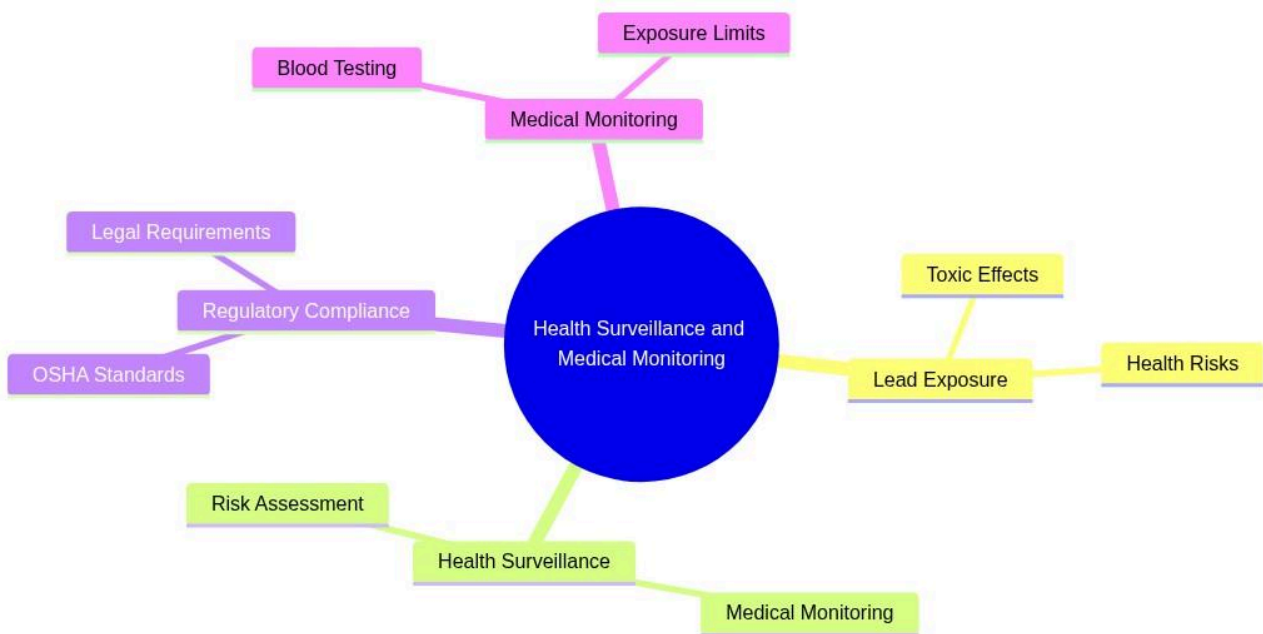 Exposure Limits
Blood Testing
Medical Monitoring
Legal Requirements
Regulatory Compliance
OSHA Standards
Health Surveillance and
Medical Monitoring
Toxic Effects
Health Risks
Lead Exposure
Risk Assessment
Health Surveillance
Medical Monitoring